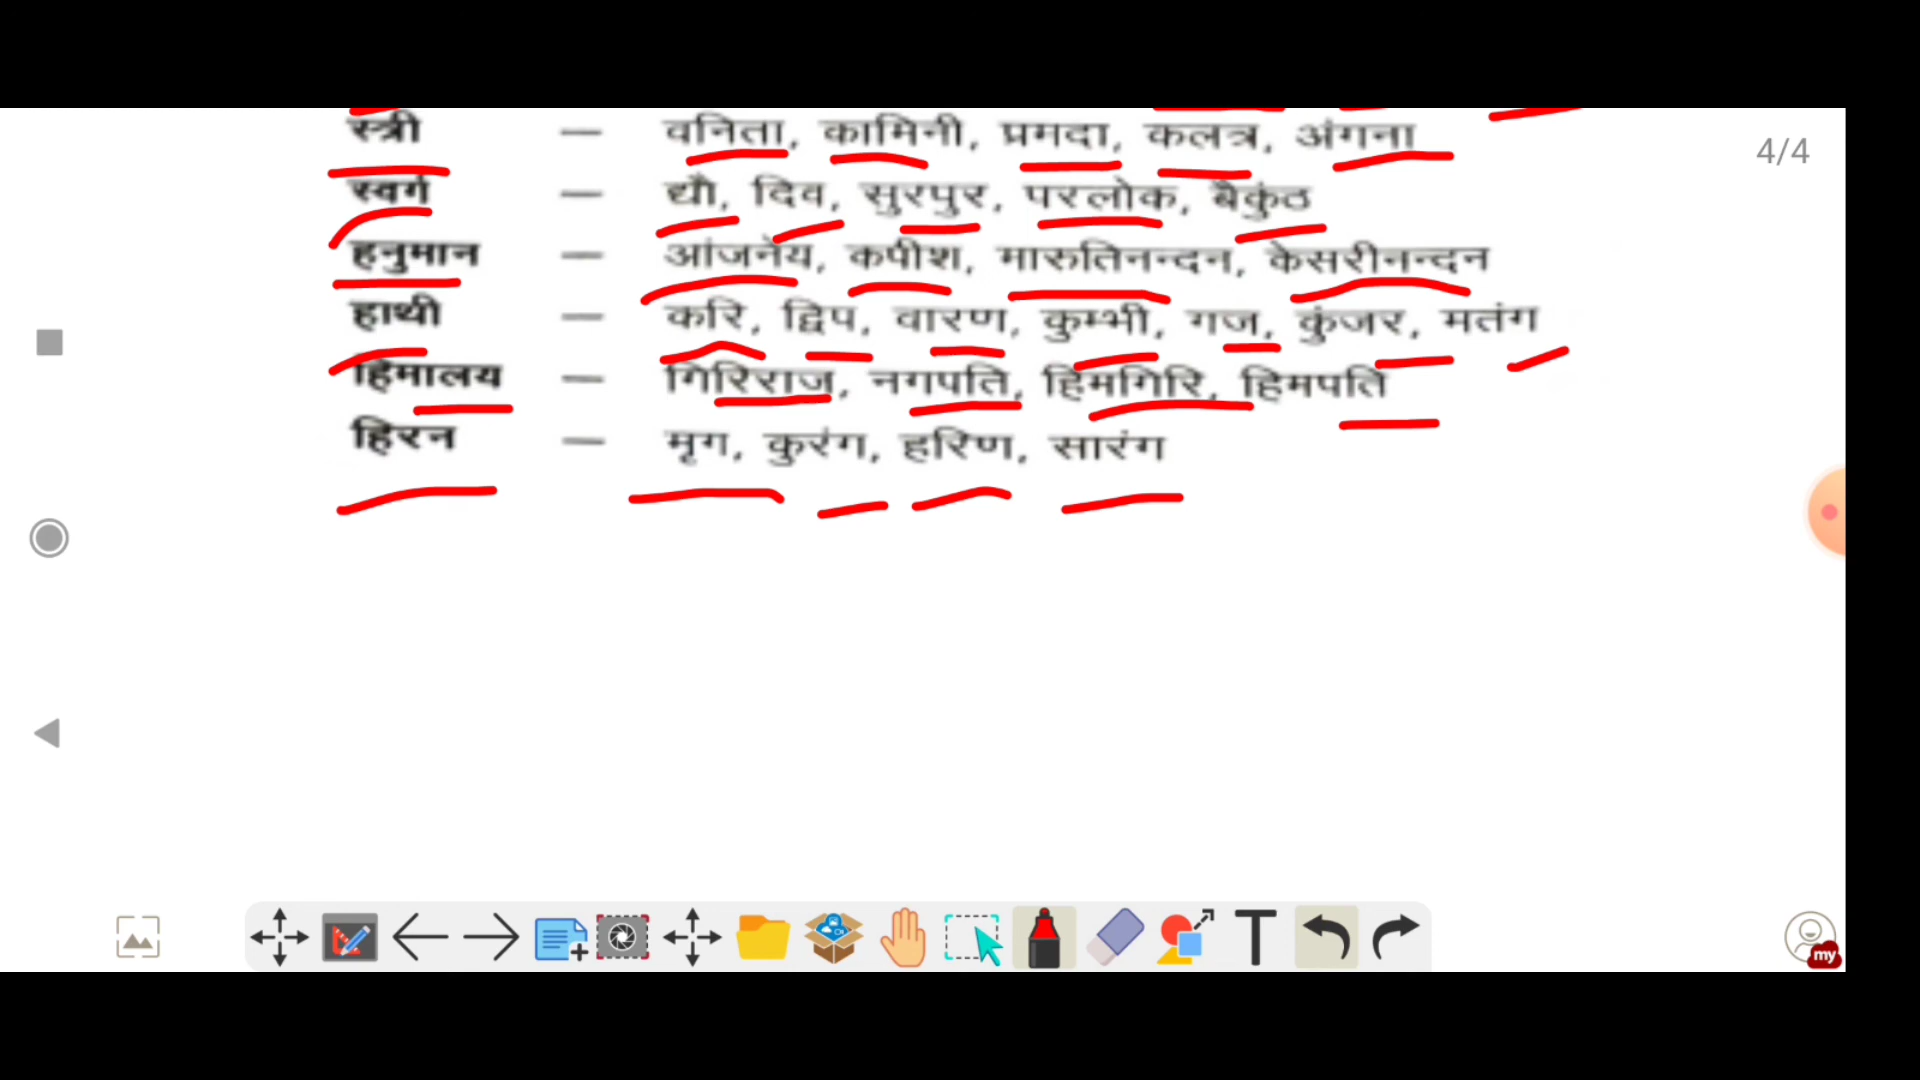 स्त्री — वनिता, कामिनी, प्रमदा, कलत्र, अंगना
4/4
स्वर्ग — द्यौ, दिव, सुरपुर, परलोक, बैकुंठ
हनुमान — आंजनेय, कपीश, मारुतिनन्दन, केसरीनन्दन
हाथी — करि, द्विप, वारण, कुम्भी, गज, कुंजर, मतंग
हिमालय — गिरिराज, नगपति, हिमगिरि, हिमपति
हिरन — मृग, कुरंग, हरिण, सारंग
T
my